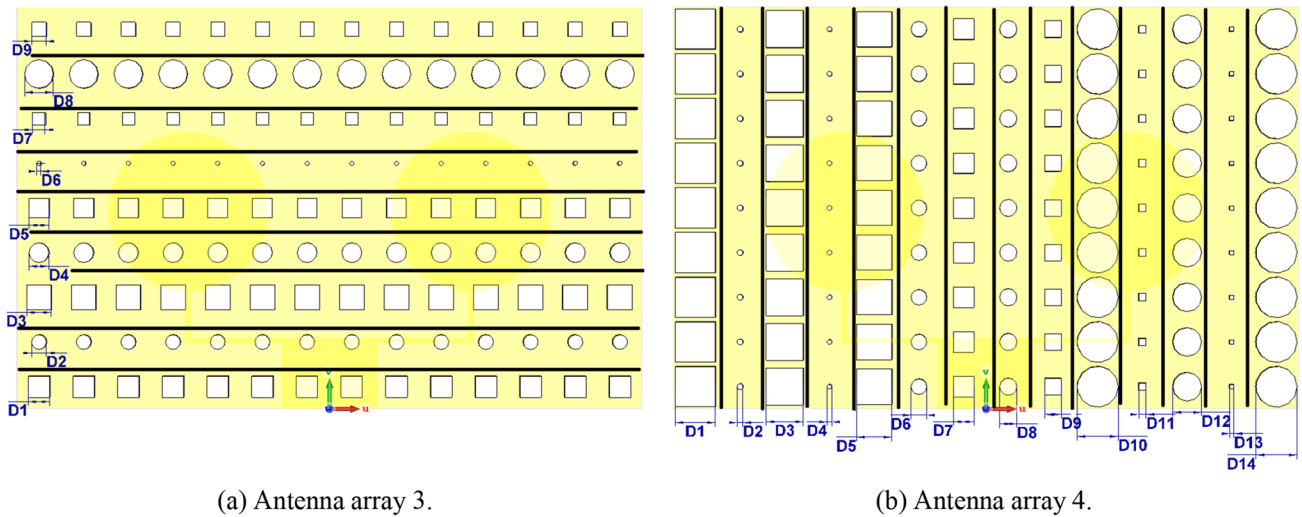 D9
D8
D7
D6
D5
D4
D3
D2
D1
v
w
u
D1
D2
D3
D4
D5
D6
D7
D8
D9
D10
D11
D12
D13
D14
v
w
u
(a) Antenna array 3.
(b) Antenna array 4.